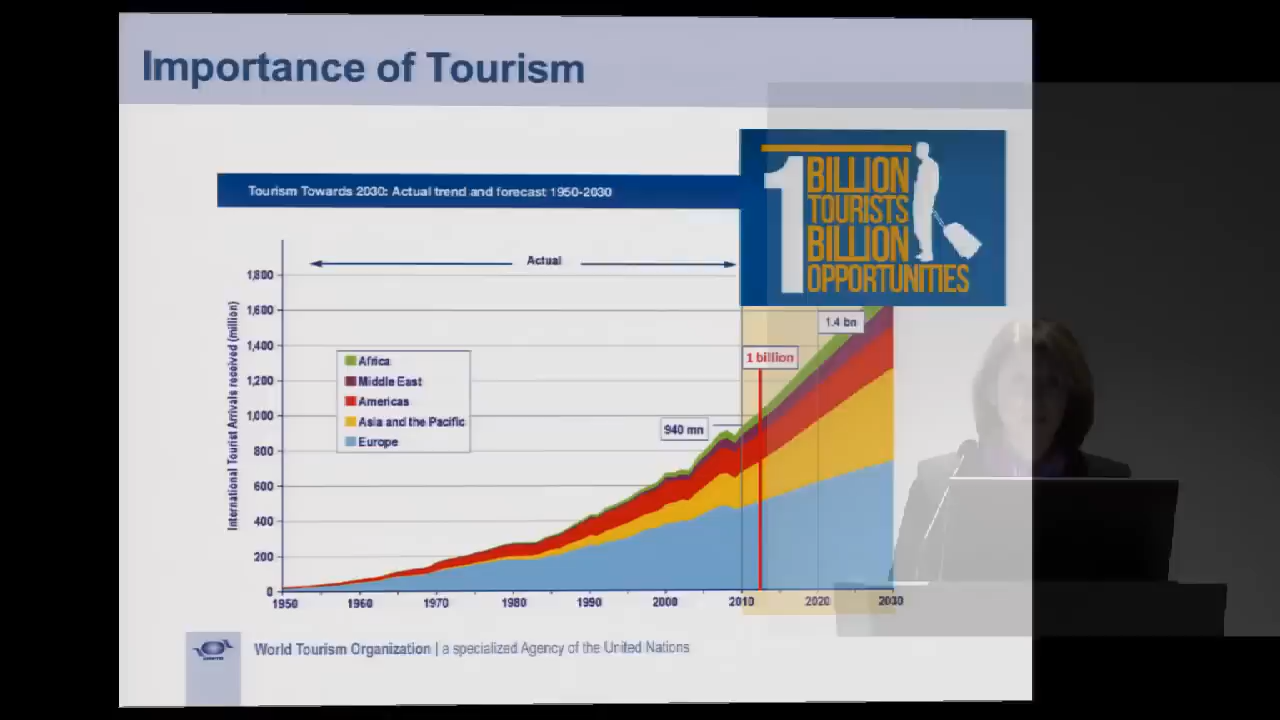 Importance of Tourism
Tourism Towards 2030: Actual trend and forecast 1950-2030
1 BILLION
TOURISTS
BILLION
OPPORTUNITIES
Actual
International Tourist Arrivals received (million)
1,800
1,600
1,400
1,200
1,000
800
600
400
200
0
1.4 bn
1 billion
940 mn
Africa
Middle East
Americas
Asia and the Pacific
Europe
1950 1960 1970 1980 1990 2000 2010 2020 2030
World Tourism Organization | a specialized Agency of the United Nations